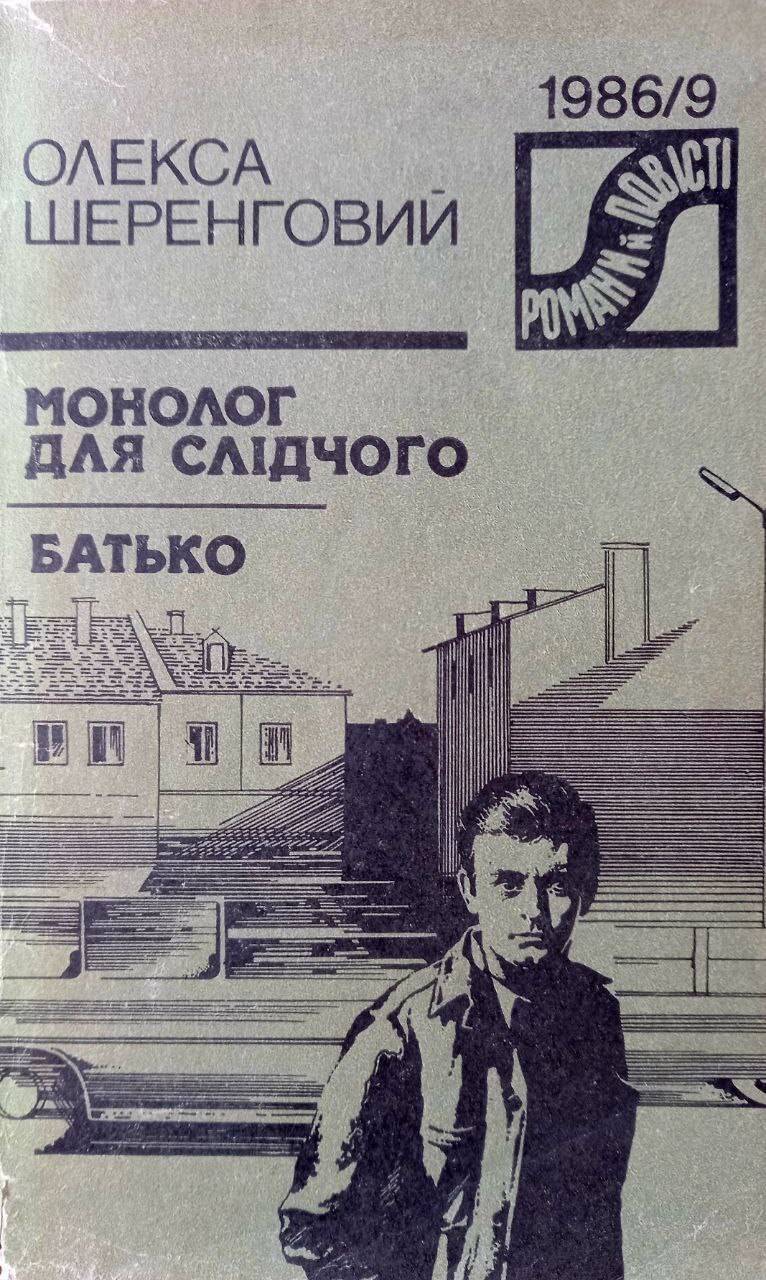 1986/9
ОЛЕКСА
ШЕРЕНГОВИЙ
РОМАНИ Й ПОВІСТІ
МОНОЛОГ
ДЛЯ СЛІДЧОГО
БАТЬКО